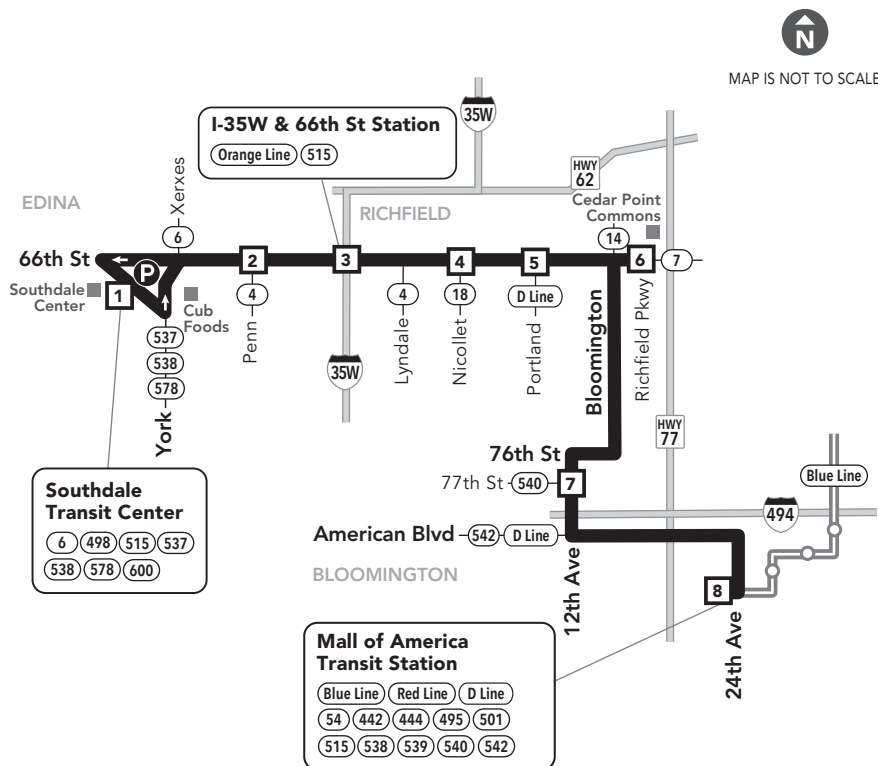 N
MAP IS NOT TO SCALE
I-35W & 66th St Station
Orange Line 515
35W
HWY
62
Cedar Point
Commons
EDINA
RICHFIELD
Xerxes
6
14
66th St
P
2
3
4
5
6
7
Southdale
Center
1
Cub
Foods
4
Penn
4
Lyndale
18
Nicollet
D Line
Portland
Bloomington
Richfield Pkwy
537
538
578
York
35W
HWY
77
76th St
77th St 540 7
Blue Line
494
American Blvd 542 D Line
BLOOMINGTON
12th Ave
8
24th Ave
Southdale
Transit Center
6 498 515 537
538 578 600
Mall of America
Transit Station
Blue Line Red Line D Line
54 442 444 495 501
515 538 539 540 542